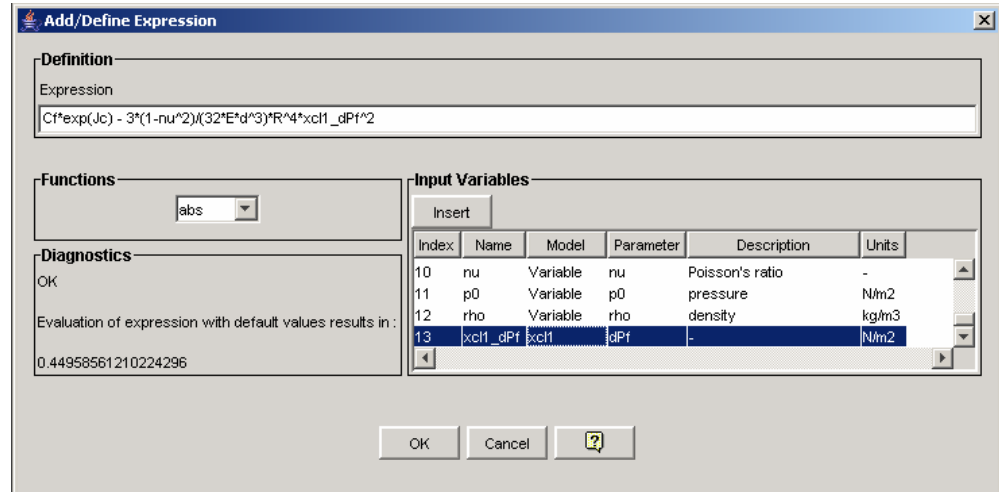 Add/Define Expression
Definition
Expression
Cf*exp(Jc) - 3*(1-nu^2)/(32*E*d^3)*R^4*xcl1_dPf^2
Functions
abs
Diagnostics
OK
Evaluation of expression with default values results in :
0.44958561210224296
Input Variables
Insert
Index Name Model Parameter Description Units
10 nu Variable nu Poisson's ratio -
11 p0 Variable p0 pressure N/m2
12 rho Variable rho density kg/m3
13 xcl1_dPf xcl1 dPf - N/m2
OK Cancel ?